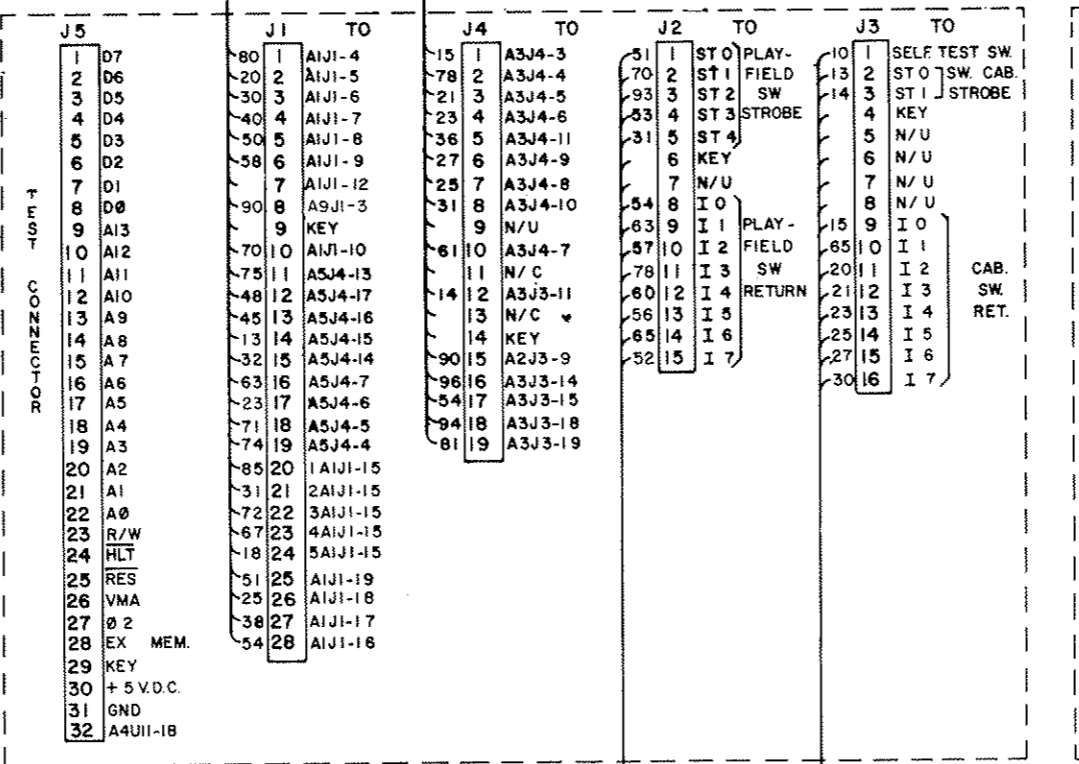 TEST CONNECTOR
J5
1 D7
2 D6
3 D5
4 D4
5 D3
6 D2
7 D1
8 DØ
9 A13
10 A12
11 A11
12 A10
13 A9
14 A8
15 A7
16 A6
17 A5
18 A4
19 A3
20 A2
21 A1
22 AØ
23 R/W
24 HLT
25 RES
26 VMA
27 Ø2
28 EX MEM.
29 KEY
30 + 5 V.D.C.
31 GND
32 A4U11-18
J1 TO
80 1 A1J1-4
20 2 A1J1-5
30 3 A1J1-6
40 4 A1J1-7
50 5 A1J1-8
58 6 A1J1-9
7 A1J1-12
90 8 A9J1-3
9 KEY
70 10 A1J1-10
75 11 A5J4-13
48 12 A5J4-17
45 13 A5J4-16
13 14 A5J4-15
32 15 A5J4-14
63 16 A5J4-7
23 17 A5J4-6
71 18 A5J4-5
74 19 A5J4-4
85 20 1A1J1-15
31 21 2A1J1-15
72 22 3A1J1-15
67 23 4A1J1-15
18 24 5A1J1-15
51 25 A1J1-19
25 26 A1J1-18
38 27 A1J1-17
54 28 A1J1-16
J4 TO
15 1 A3J4-3
78 2 A3J4-4
21 3 A3J4-5
23 4 A3J4-6
36 5 A3J4-11
27 6 A3J4-9
25 7 A3J4-8
31 8 A3J4-10
9 N/U
61 10 A3J4-7
11 N/C
14 12 A3J3-11
13 N/C
14 KEY
90 15 A2J3-9
96 16 A3J3-14
54 17 A3J3-15
94 18 A3J3-18
81 19 A3J3-19
J2 TO
51 1 ST 0 PLAY-
70 2 ST 1 FIELD
93 3 ST 2 SW
53 4 ST 3 STROBE
31 5 ST 4
6 KEY
7 N/U
54 8 I 0
63 9 I 1 PLAY-
57 10 I 2 FIELD
78 11 I 3 SW
60 12 I 4 RETURN
56 13 I 5
65 14 I 6
52 15 I 7
J3 TO
10 1 SELF TEST SW.
13 2 ST 0 SW. CAB.
14 3 ST 1 STROBE
4 KEY
5 N/U
6 N/U
7 N/U
8 N/U
15 9 I 0
65 10 I 1
20 11 I 2 CAB.
21 12 I 3 SW.
23 13 I 4 RET.
25 14 I 5
27 15 I 6
30 16 I 7